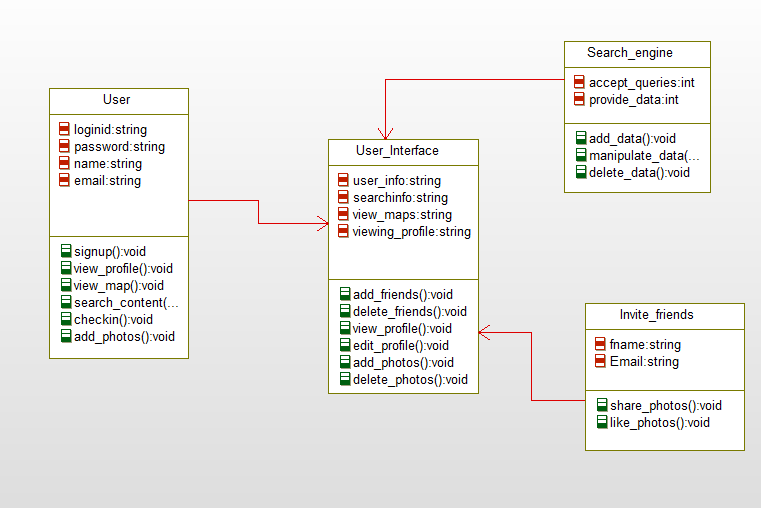 User
loginid:string
password:string
name:string
email:string
signup():void
view_profile():void
view_map():void
search_content(...
checkin():void
add_photos():void
User_Interface
user_info:string
searchinfo:string
view_maps:string
viewing_profile:string
add_friends():void
delete_friends():void
view_profile():void
edit_profile():void
add_photos():void
delete_photos():void
Search_engine
accept_queries:int
provide_data:int
add_data():void
manipulate_data(...
delete_data():void
Invite_friends
fname:string
Email:string
share_photos():void
like_photos():void